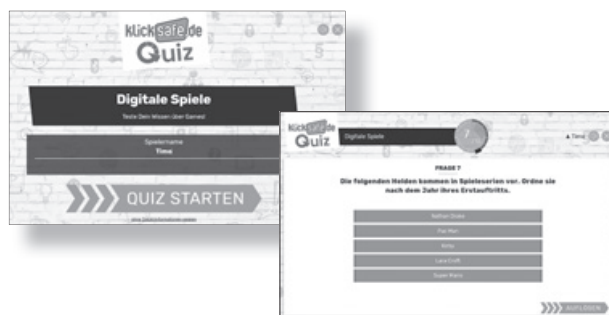 klicksafe.de
Quiz
Digitale Spiele
Teste Dein Wissen über Games!
Spielername
Timo
QUIZ STARTEN
klicksafe.de
Quiz
Digitale Spiele
7
Timo
FRAGE 7
Die folgenden Helden kommen in Spieleserien vor. Ordne sie
nach dem Jahr ihres Erstauftritts.
Nathan Drake
Pac Man
Kirby
Lara Croft
Super Mario
AUFLÖSEN